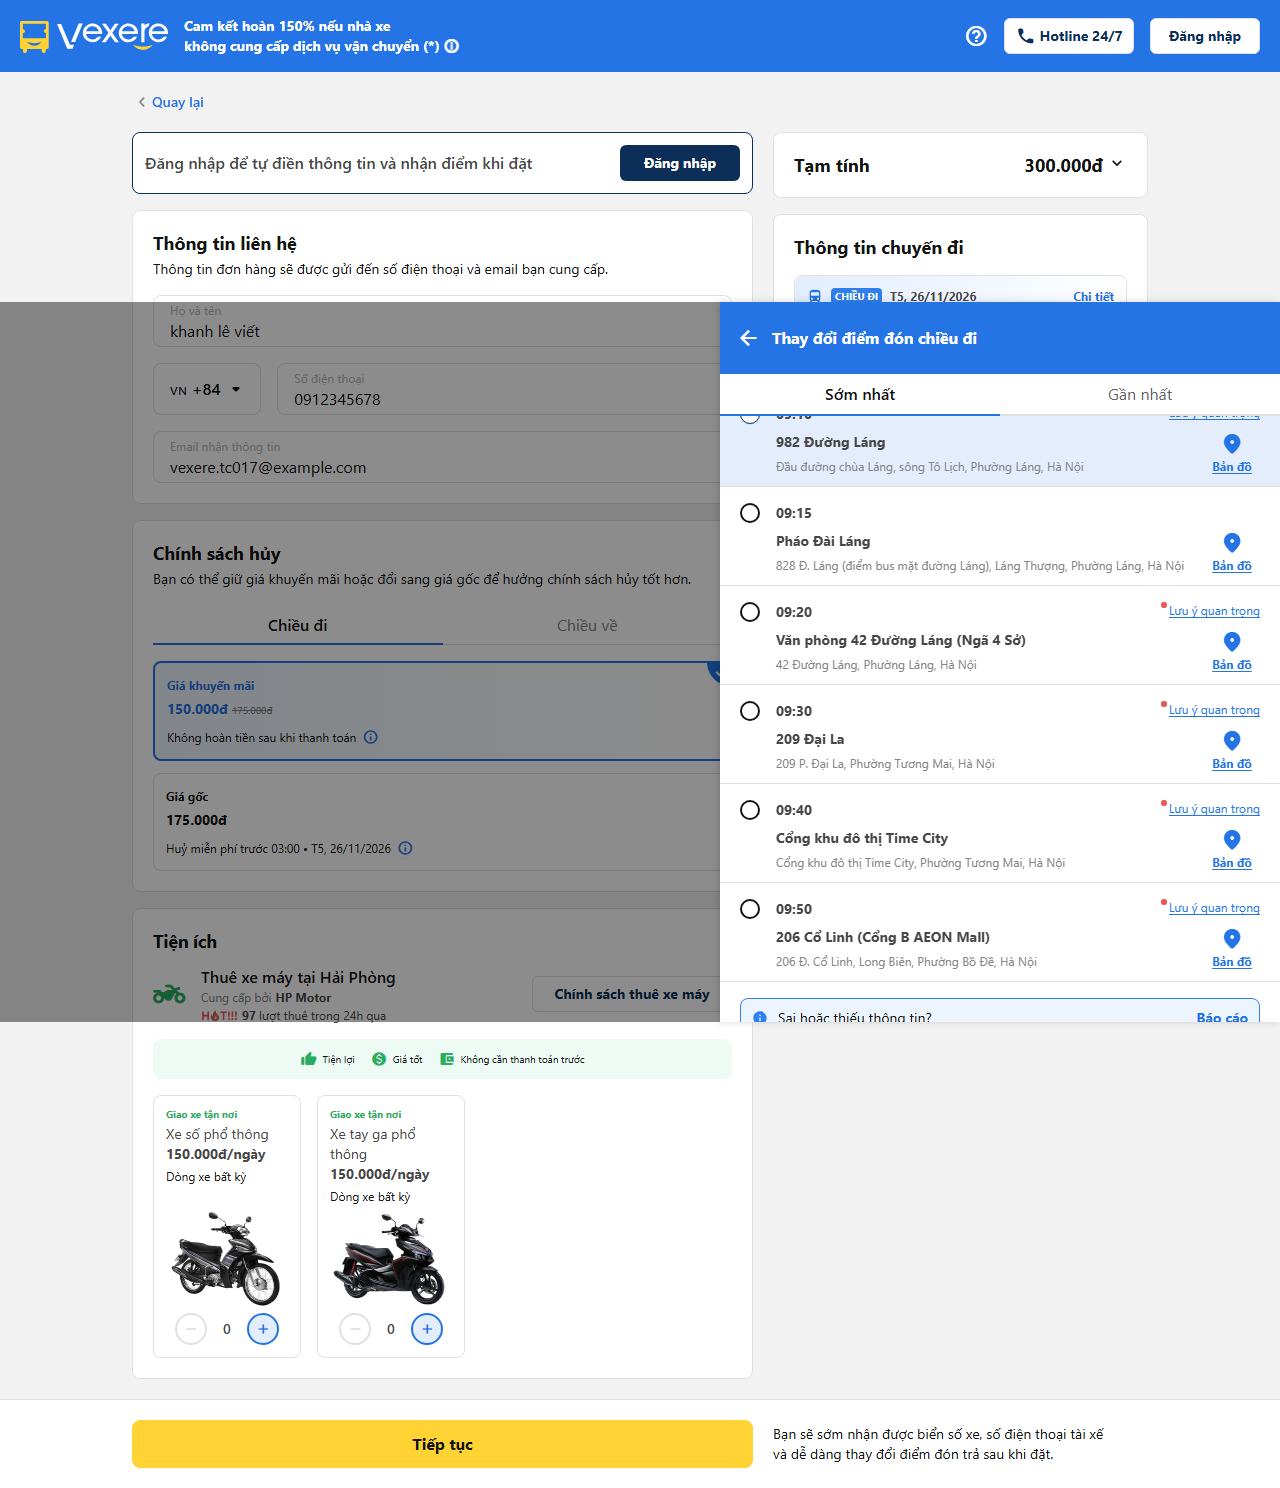 vexere
Cam kết hoàn 150% nếu nhà xe
không cung cấp dịch vụ vận chuyển (*)
Hotline 24/7
Đăng nhập
Quay lại
Đăng nhập để tự điền thông tin và nhận điểm khi đặt
Đăng nhập
Tạm tính
300.000đ
Thông tin liên hệ
Thông tin đơn hàng sẽ được gửi đến số điện thoại và email bạn cung cấp.
Họ và tên
khanh lê viết
VN +84
Số điện thoại
0912345678
Email nhận thông tin
vexere.tc017@example.com
Thông tin chuyến đi
CHIỀU ĐI
T5, 26/11/2026
Chi tiết
Chính sách hủy
Bạn có thể giữ giá khuyến mãi hoặc đổi sang giá gốc để hưởng chính sách hủy tốt hơn.
Chiều đi
Chiều về
Giá khuyến mãi
150.000đ 175.000đ
Không hoàn tiền sau khi thanh toán
Giá gốc
175.000đ
Huỷ miễn phí trước 03:00 • T5, 26/11/2026
Thay đổi điểm đón chiều đi
Sớm nhất
Gần nhất
09:10
Lưu ý quan trọng
982 Đường Láng
Đầu đường chùa Láng, sông Tô Lịch, Phường Láng, Hà Nội
Bản đồ
09:15
Pháo Đài Láng
828 Đ. Láng (điểm bus mặt đường Láng), Láng Thượng, Phường Láng, Hà Nội
Bản đồ
09:20
Lưu ý quan trọng
Văn phòng 42 Đường Láng (Ngã 4 Sở)
42 Đường Láng, Phường Láng, Hà Nội
Bản đồ
09:30
Lưu ý quan trọng
209 Đại La
209 P. Đại La, Phường Tương Mai, Hà Nội
Bản đồ
09:40
Lưu ý quan trọng
Cổng khu đô thị Time City
Cổng khu đô thị Time City, Phường Tương Mai, Hà Nội
Bản đồ
09:50
Lưu ý quan trọng
206 Cổ Linh (Cổng B AEON Mall)
206 Đ. Cổ Linh, Long Biên, Phường Bồ Đề, Hà Nội
Bản đồ
Sai hoặc thiếu thông tin?
Báo cáo
Tiện ích
Thuê xe máy tại Hải Phòng
Cung cấp bởi HP Motor
HOT!!! 97 lượt thuê trong 24h qua
Chính sách thuê xe máy
Tiện lợi
Giá tốt
Không cần thanh toán trước
Giao xe tận nơi
Xe số phổ thông
150.000đ/ngày
Dòng xe bất kỳ
0
Giao xe tận nơi
Xe tay ga phổ
thông
150.000đ/ngày
Dòng xe bất kỳ
0
Tiếp tục
Bạn sẽ sớm nhận được biển số xe, số điện thoại tài xế
và dễ dàng thay đổi điểm đón trả sau khi đặt.